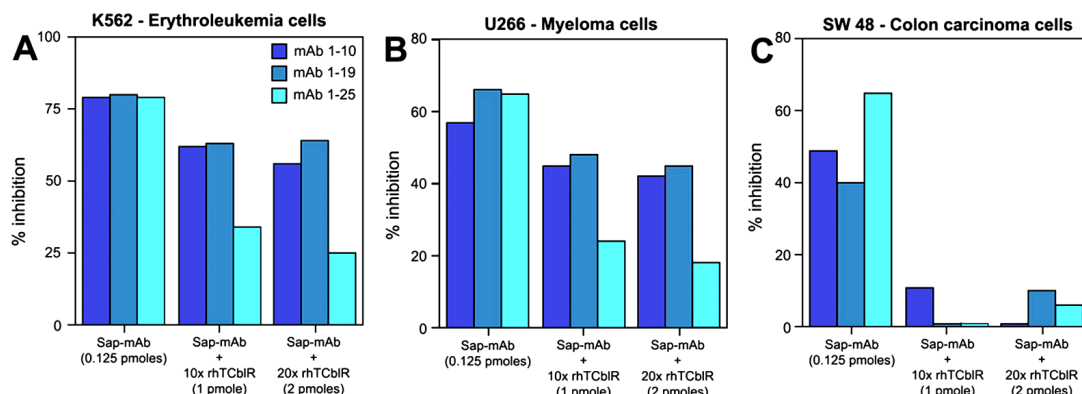 K562 - Erythroleukemia cells
A
% inhibition
100
75
50
25
0
mAb 1-10
mAb 1-19
mAb 1-25
Sap-mAb
(0.125 pmoles)
Sap-mAb
+
10x rhTCblR
(1 pmole)
Sap-mAb
+
20x rhTCblR
(2 pmoles)
U266 - Myeloma cells
B
% inhibition
80
60
40
20
0
Sap-mAb
(0.125 pmoles)
Sap-mAb
+
10x rhTCblR
(1 pmole)
Sap-mAb
+
20x rhTCblR
(2 pmoles)
SW 48 - Colon carcinoma cells
C
% inhibition
80
60
40
20
0
Sap-mAb
(0.125 pmoles)
Sap-mAb
+
10x rhTCblR
(1 pmole)
Sap-mAb
+
20x rhTCblR
(2 pmoles)